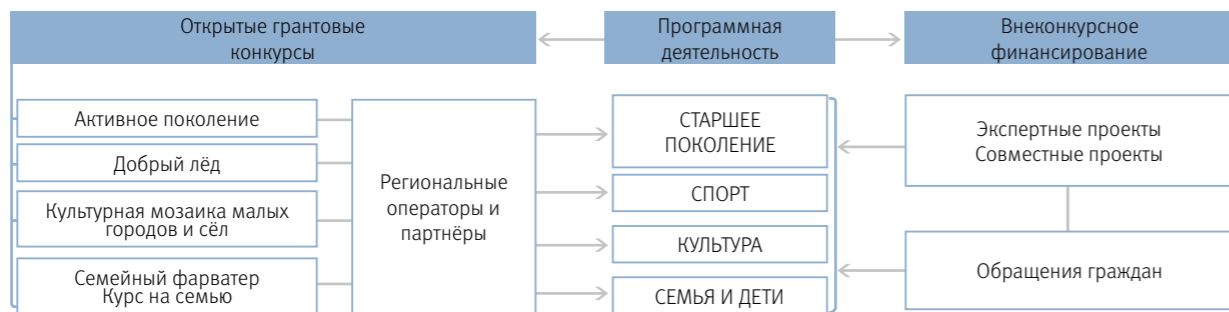 Открытые грантовые
конкурсы
Программная
деятельность
Внеконкурсное
финансирование
Активное поколение
Добрый лёд
Культурная мозаика малых
городов и сёл
Семейный фарватер
Курс на семью
Региональные
операторы и
партнёры
СТАРШЕЕ
ПОКОЛЕНИЕ
СПОРТ
КУЛЬТУРА
СЕМЬЯ И ДЕТИ
Экспертные проекты
Совместные проекты
Обращения граждан